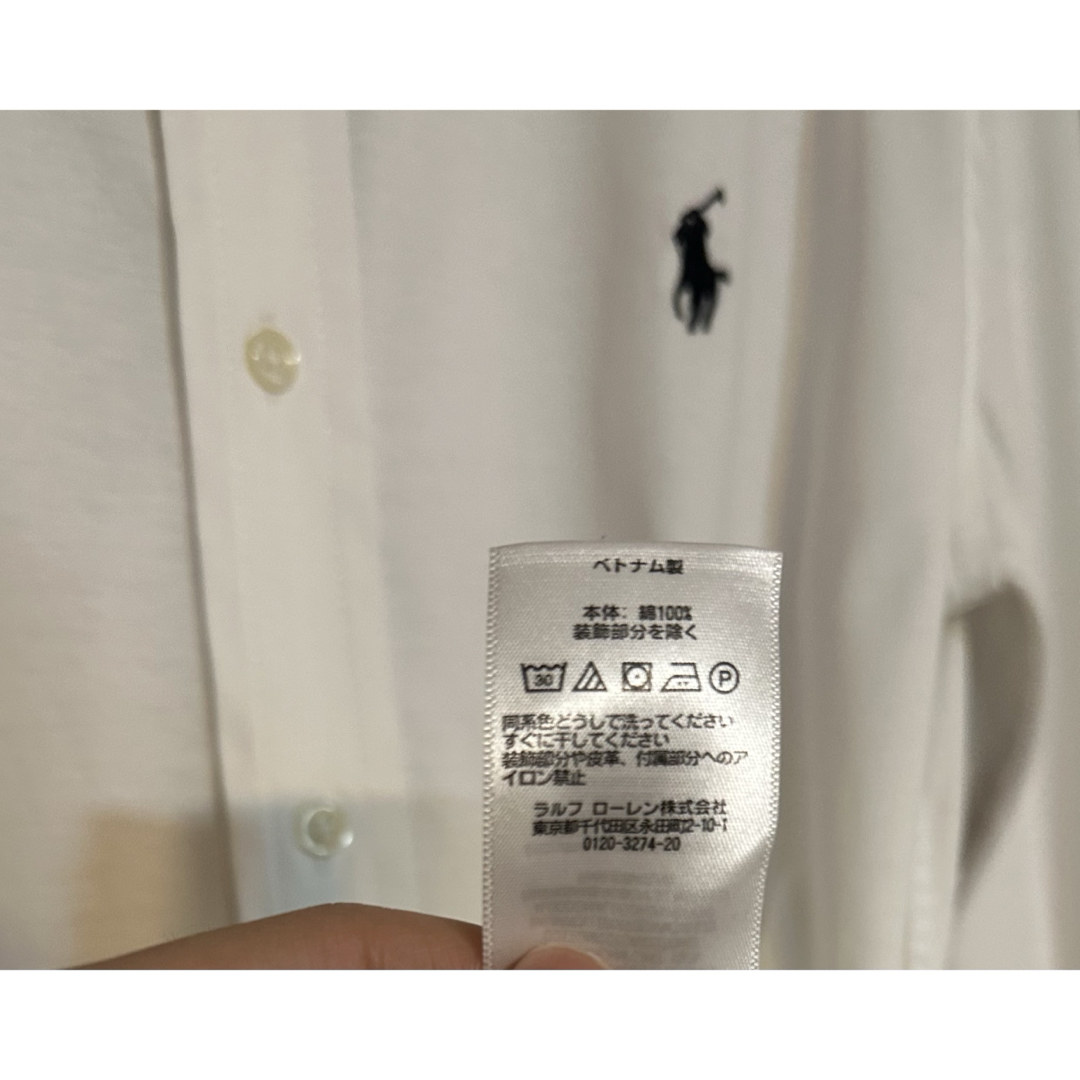 ベトナム製
本体: 綿100%
装飾部分を除く
30
P
同系色どうしで洗ってください
すぐに干してください
装飾部分や皮革、付属部分へのア
イロン禁止
ラルフ ローレン株式会社
東京都千代田区永田町2-10-1
0120-3274-20